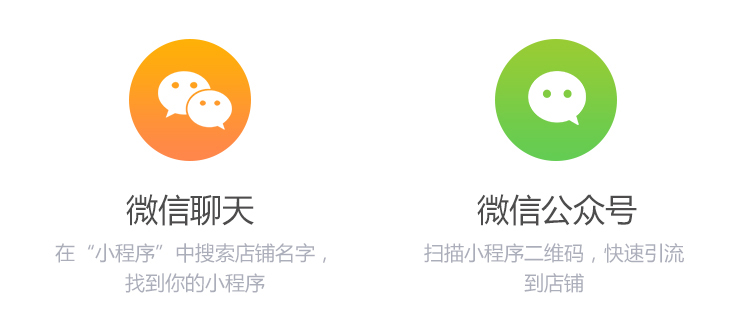 微信聊天
在“小程序”中搜索店铺名字，
找到你的小程序
微信公众号
扫描小程序二维码，快速引流
到店铺